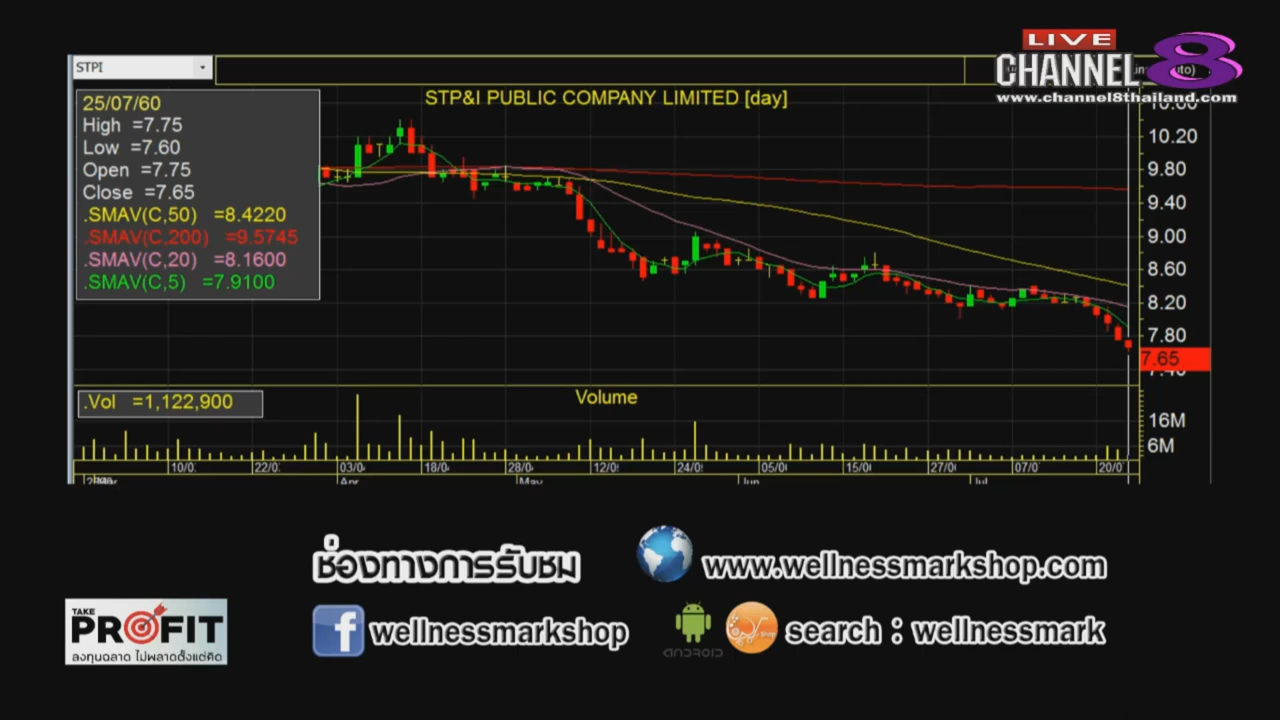 LIVE
CHANNEL 8
www.channel8thailand.com
STPI
STP&I PUBLIC COMPANY LIMITED [day]
25/07/60
High =7.75
Low =7.60
Open =7.75
Close =7.65
.SMAV(C,50) =8.4220
.SMAV(C,200) =9.5745
.SMAV(C,20) =8.1600
.SMAV(C,5) =7.9100
10.60
10.20
9.80
9.40
9.00
8.60
8.20
7.80
7.65
7.40
.Vol =1,122,900
Volume
16M
6M
10/0 22/0 03/0 18/0 28/0 12/0 24/0 05/0 15/0 27/0 07/0 20/0
Apr May Jun Jul
ช่องทางการรับชม
www.wellnessmarkshop.com
wellnessmarkshop
ANDROID
search : wellnessmark
TAKE
PROFIT
ลงทุนฉลาด ไม่พลาดตั้งแต่คิด